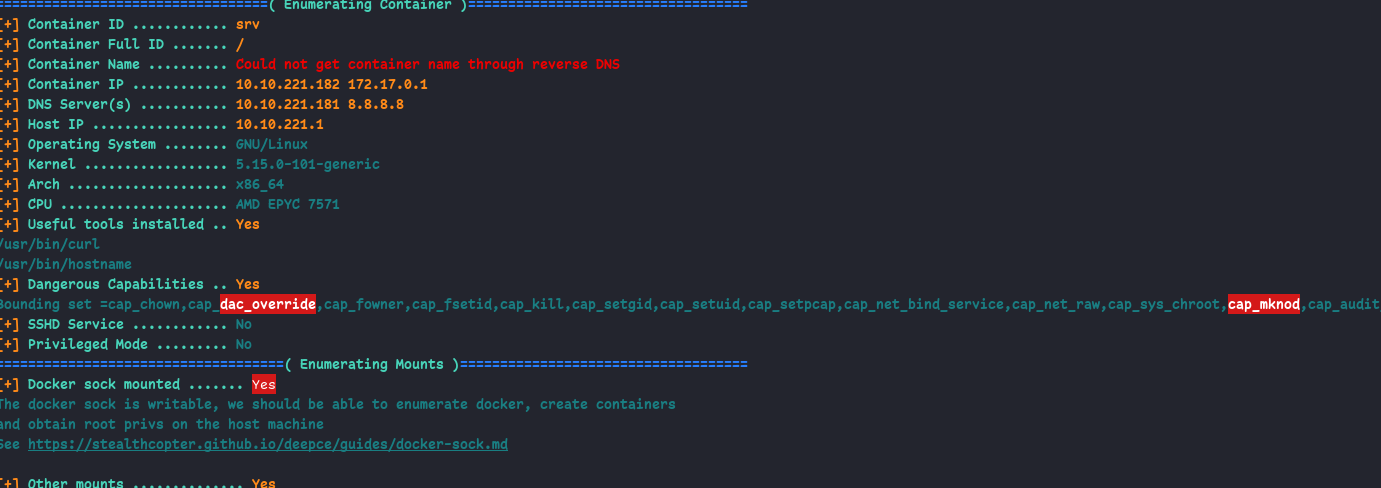 =================================( Enumerating Container )==================================
[+] Container ID ............ srv
[+] Container Full ID ....... /
[+] Container Name .......... Could not get container name through reverse DNS
[+] Container IP ............ 10.10.221.182 172.17.0.1
[+] DNS Server(s) ........... 10.10.221.181 8.8.8.8
[+] Host IP ................. 10.10.221.1
[+] Operating System ........ GNU/Linux
[+] Kernel .................. 5.15.0-101-generic
[+] Arch .................... x86_64
[+] CPU ..................... AMD EPYC 7571
[+] Useful tools installed .. Yes
/usr/bin/curl
/usr/bin/hostname
[+] Dangerous Capabilities .. Yes
Bounding set =cap_chown,cap_dac_override,cap_fowner,cap_fsetid,cap_kill,cap_setgid,cap_setuid,cap_setpcap,cap_net_bind_service,cap_net_raw,cap_sys_chroot,cap_mknod,cap_audit
[+] SSHD Service ............ No
[+] Privileged Mode ......... No
===================================( Enumerating Mounts )===================================
[+] Docker sock mounted ....... Yes
The docker sock is writable, we should be able to enumerate docker, create containers
and obtain root privs on the host machine
See https://stealthcopter.github.io/deepce/guides/docker-sock.md
[+] Other mounts .............. Yes